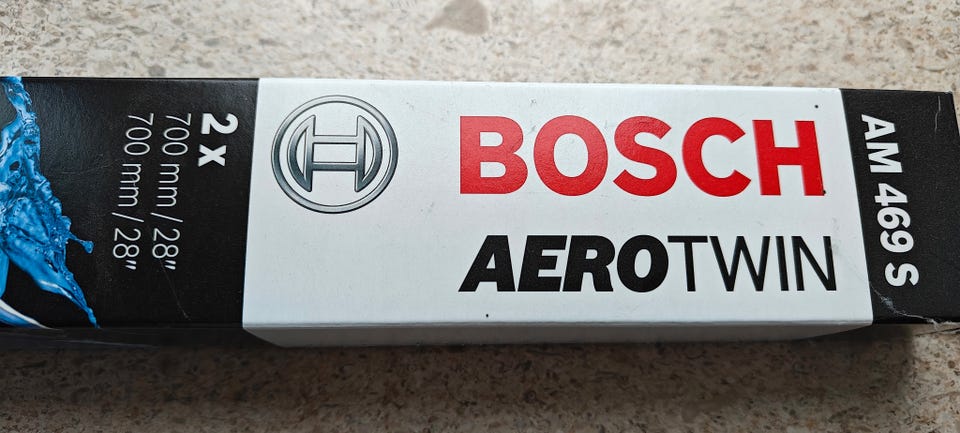 2 x
700 mm / 28"
700 mm / 28"
BOSCH
AEROTWIN
AM 469 S